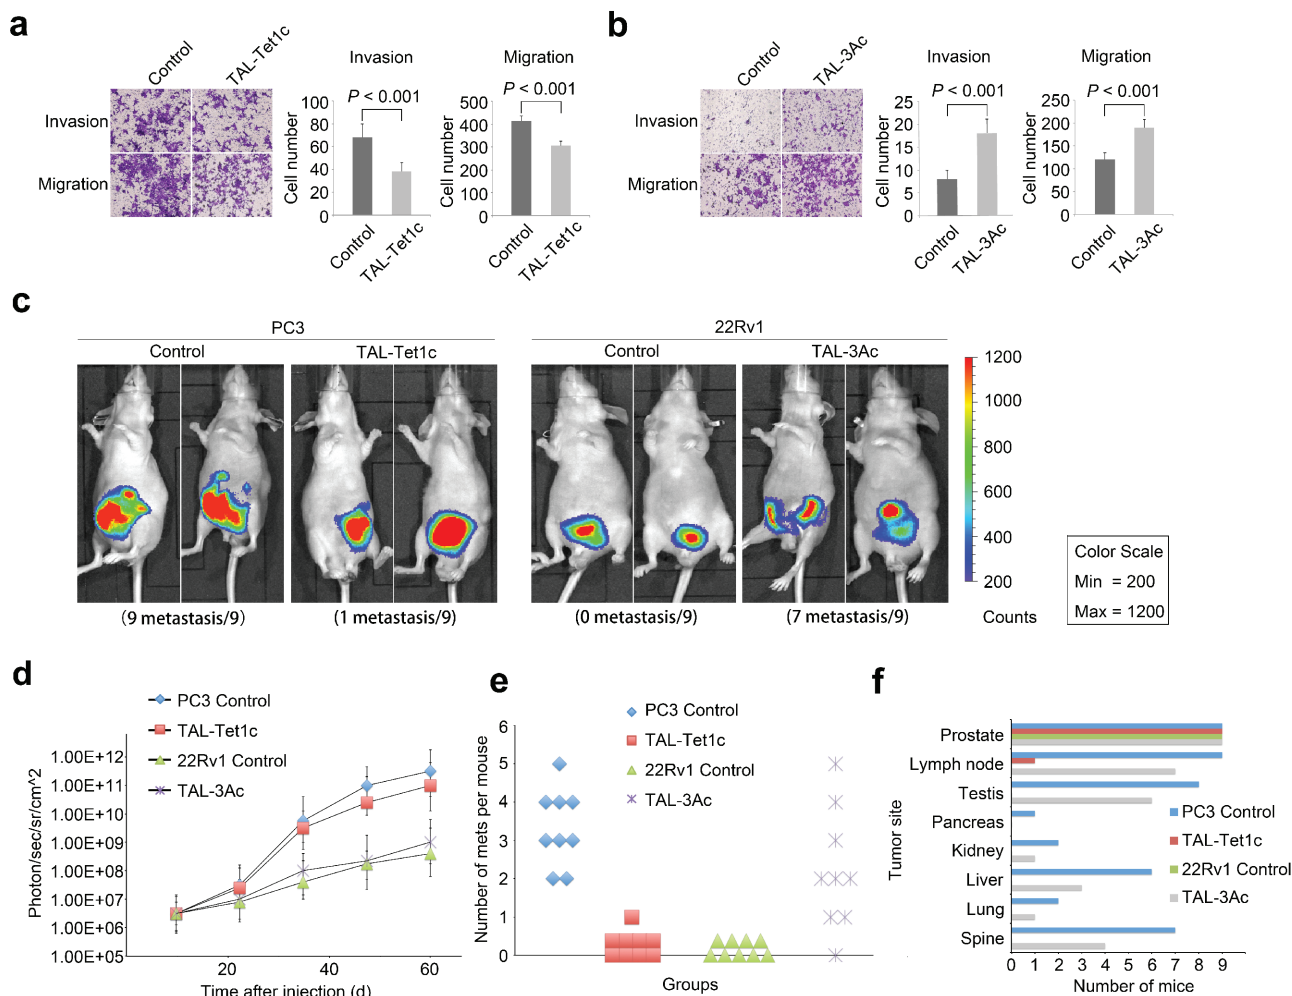 a
Control
TAL-Tet1c
Invasion
Migration
Invasion
P < 0.001
Cell number
100
80
60
40
20
0
Control
TAL-Tet1c
Migration
P < 0.001
Cell number
500
400
300
200
100
0
Control
TAL-Tet1c
b
Control
TAL-3Ac
Invasion
Migration
Invasion
P < 0.001
Cell number
25
20
15
10
5
0
Control
TAL-3Ac
Migration
P < 0.001
Cell number
250
200
150
100
50
0
Control
TAL-3Ac
c
PC3
22Rv1
Control
TAL-Tet1c
Control
TAL-3Ac
(9 metastasis/9)
(1 metastasis/9)
(0 metastasis/9)
(7 metastasis/9)
1200
1000
800
600
400
200
Counts
Color Scale
Min = 200
Max = 1200
d
PC3 Control
TAL-Tet1c
22Rv1 Control
TAL-3Ac
Photon/sec/sr/cm^2
1.00E+12
1.00E+11
1.00E+10
1.00E+09
1.00E+08
1.00E+07
1.00E+06
1.00E+05
20
40
60
Time after injection (d)
e
PC3 Control
TAL-Tet1c
22Rv1 Control
TAL-3Ac
Number of mets per mouse
6
5
4
3
2
1
0
Groups
f
Tumor site
Prostate
Lymph node
Testis
Pancreas
Kidney
Liver
Lung
Spine
PC3 Control
TAL-Tet1c
22Rv1 Control
TAL-3Ac
0 1 2 3 4 5 6 7 8 9
Number of mice